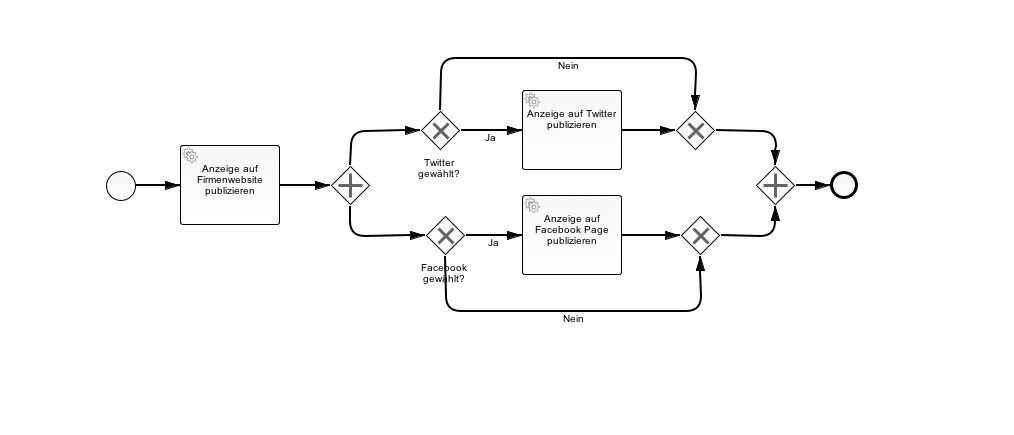 Nein
Anzeige auf Twitter
publizieren
Ja
Twitter
gewählt?
Anzeige auf
Firmenwebsite
publizieren
Anzeige auf
Facebook Page
publizieren
Ja
Facebook
gewählt?
Nein